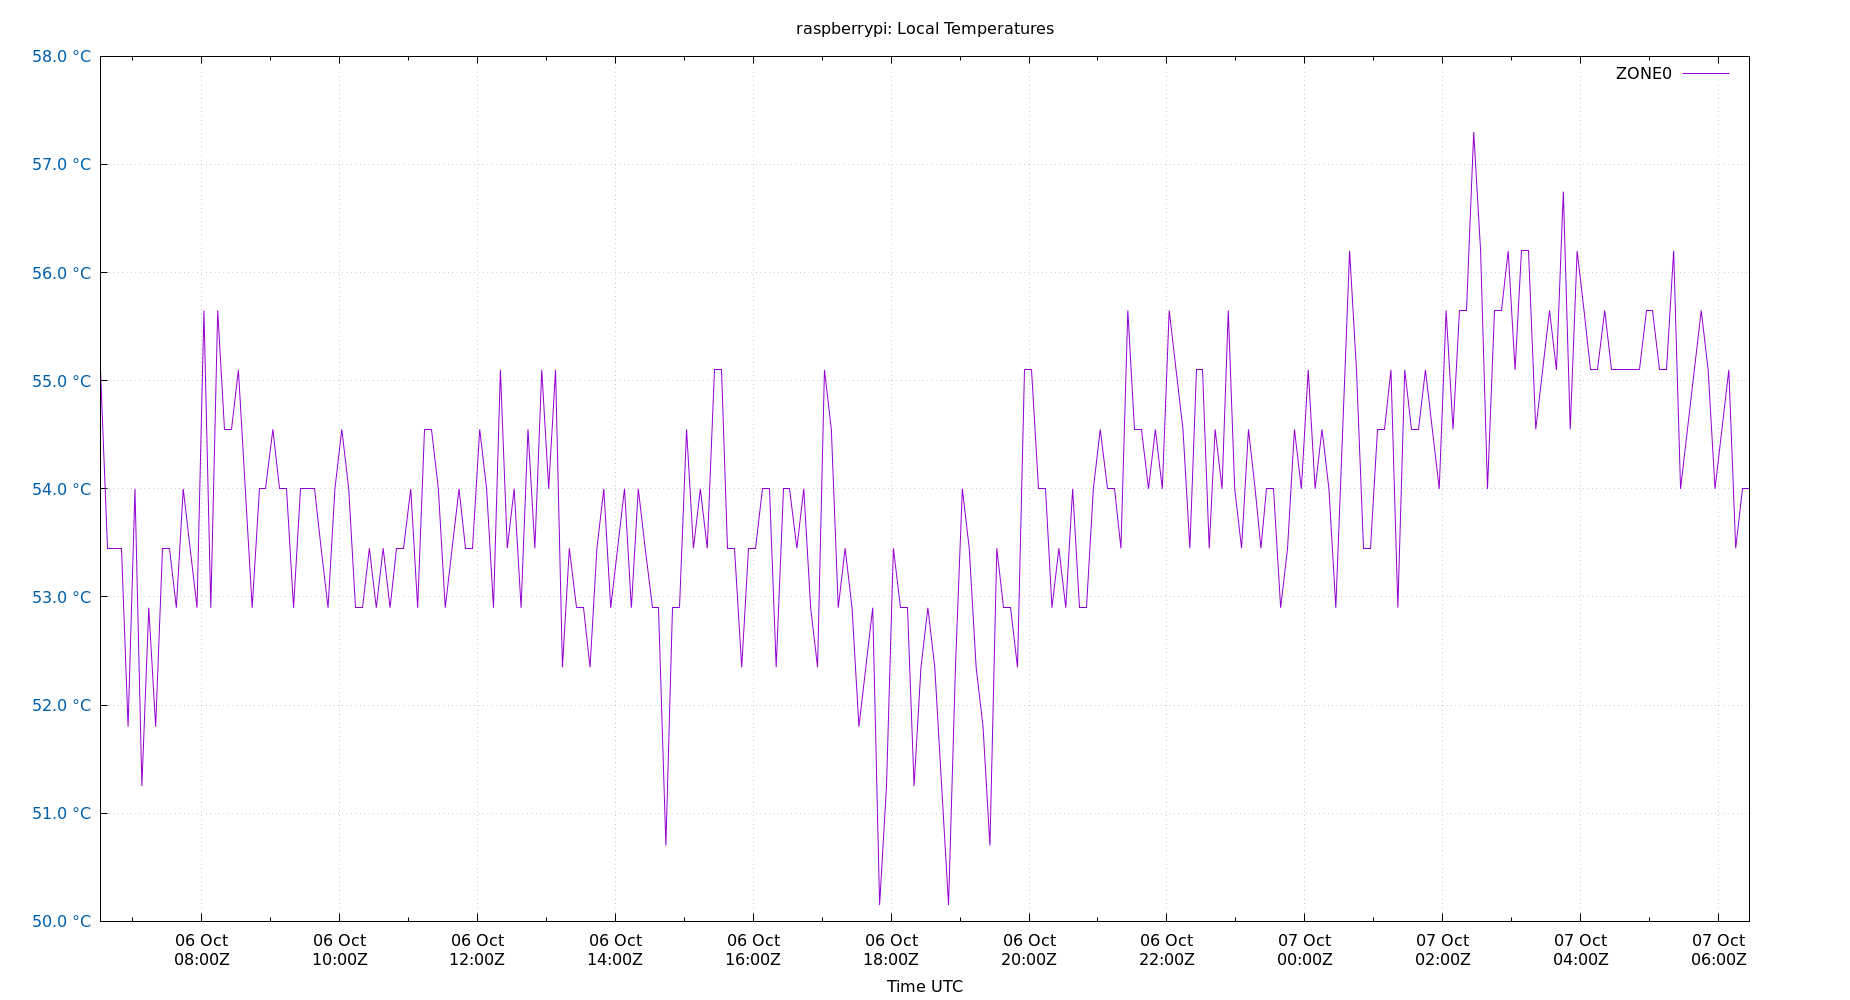 raspberrypi: Local Temperatures
58.0 °C
57.0 °C
56.0 °C
55.0 °C
54.0 °C
53.0 °C
52.0 °C
51.0 °C
50.0 °C
ZONE0
06 Oct
08:00Z
06 Oct
10:00Z
06 Oct
12:00Z
06 Oct
14:00Z
06 Oct
16:00Z
06 Oct
18:00Z
06 Oct
20:00Z
06 Oct
22:00Z
07 Oct
00:00Z
07 Oct
02:00Z
07 Oct
04:00Z
07 Oct
06:00Z
Time UTC